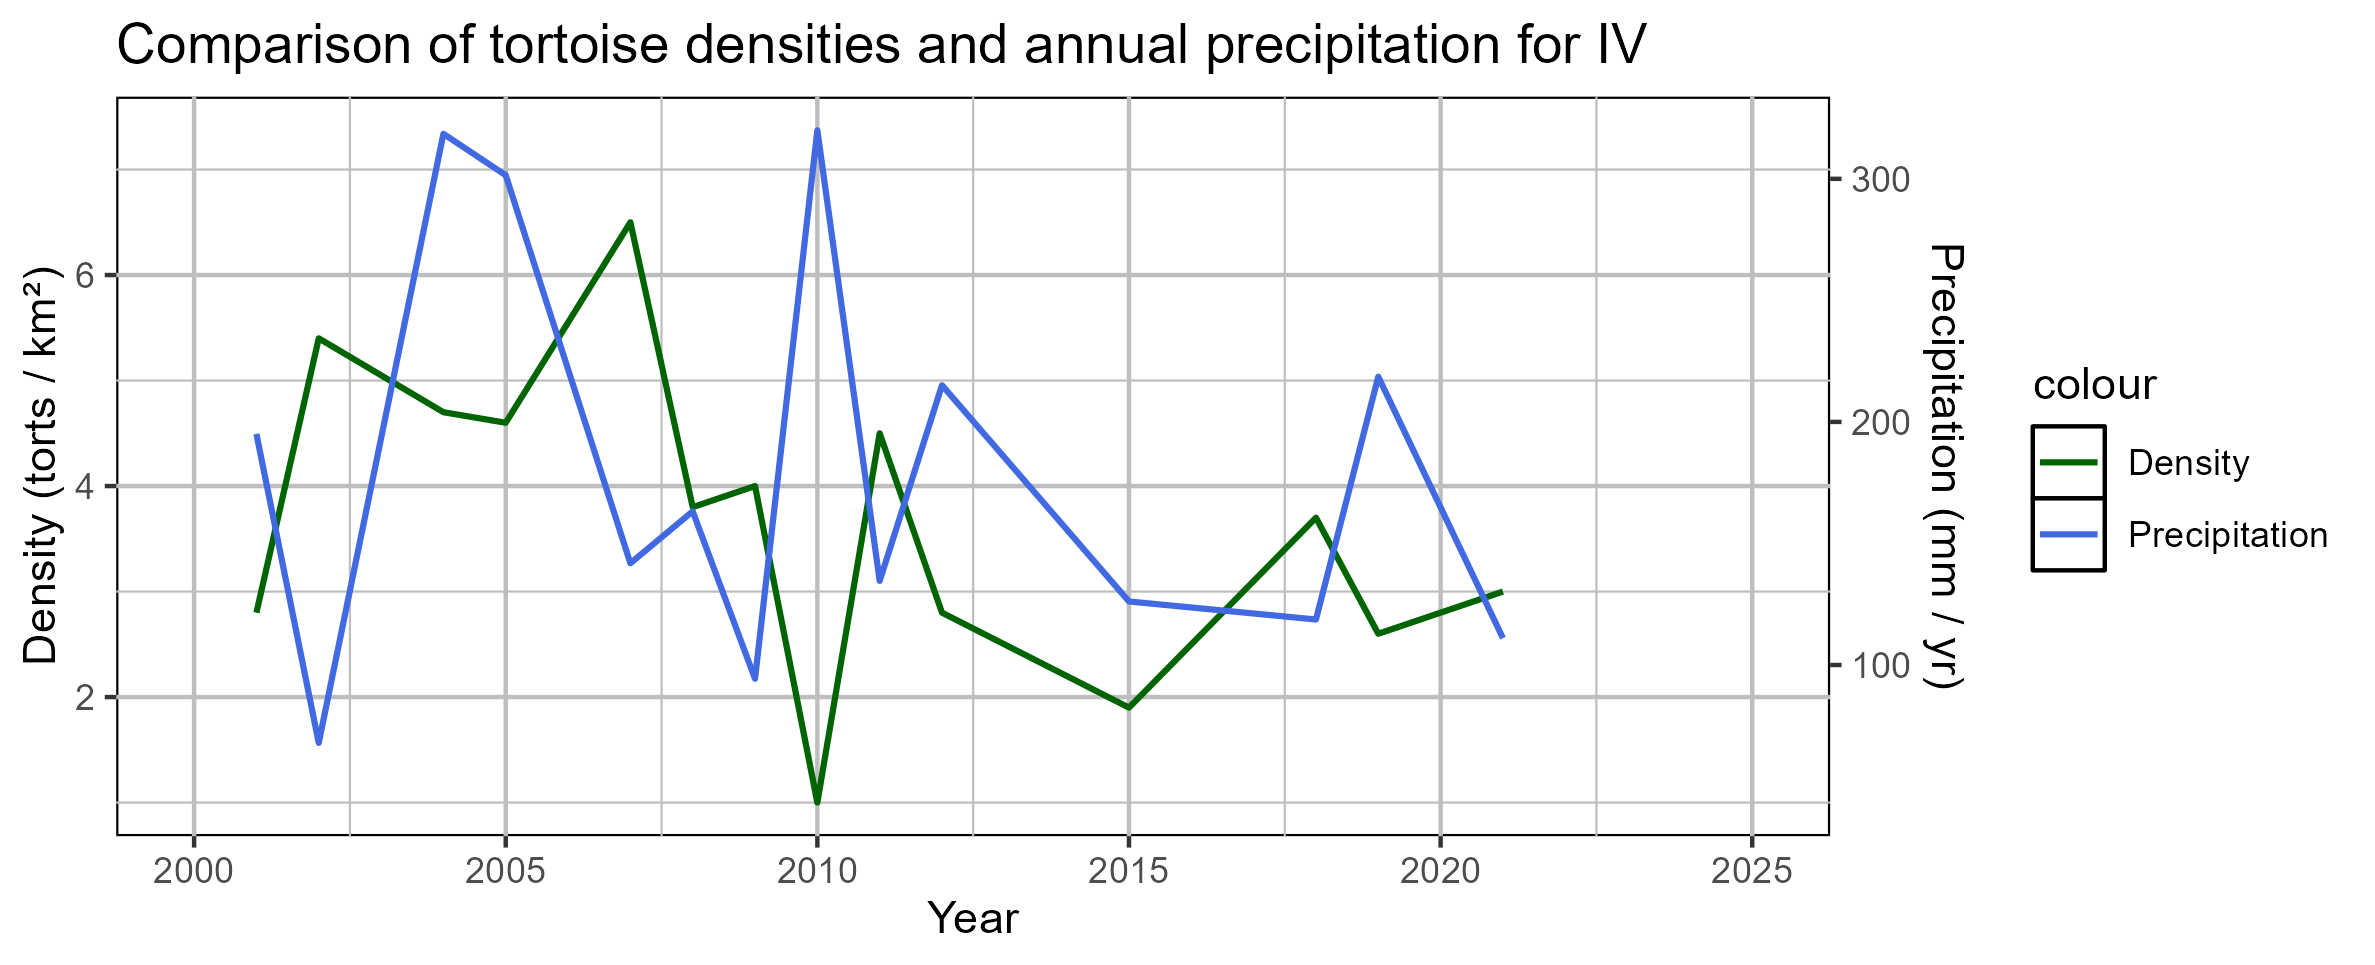 Comparison of tortoise densities and annual precipitation for IV
Density (torts / km²)
6
4
2
300
200
100
Precipitation (mm / yr)
2000
2005
2010
2015
2020
2025
Year
colour
Density
Precipitation